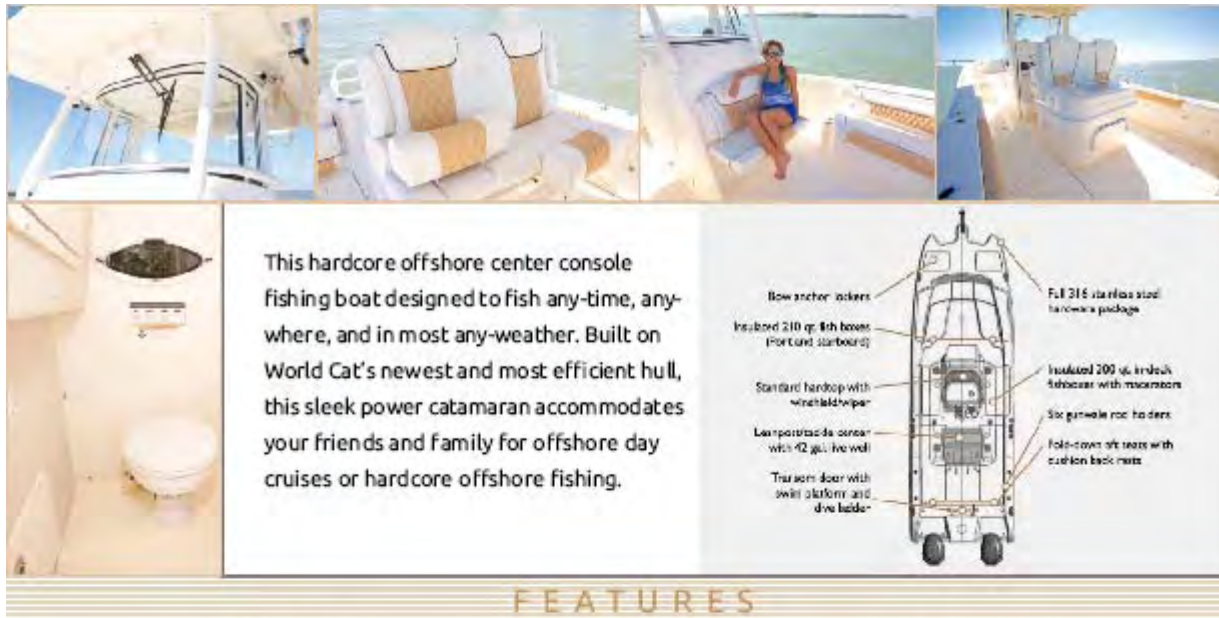 This hardcore offshore center console
fishing boat designed to fish any-time, any-
where, and in most any-weather. Built on
World Cat's newest and most efficient hull,
this sleek power catamaran accommodates
your friends and family for offshore day
cruises or hardcore offshore fishing.
Bow anchor lockers
Insulated 210 qt. fish boxes
(Port and starboard)
Standard hardtop with
Leanpost/tackle center
with 42 gal. live well
Transom door with
swim platform and
dive ladder
Full 316 stainless steel
hardware package
Insulated 200 qt. in-deck
fishboxes with macerators
Six gunwale rod holders
Fold-down aft seats with
cushion back rests
FEATURES